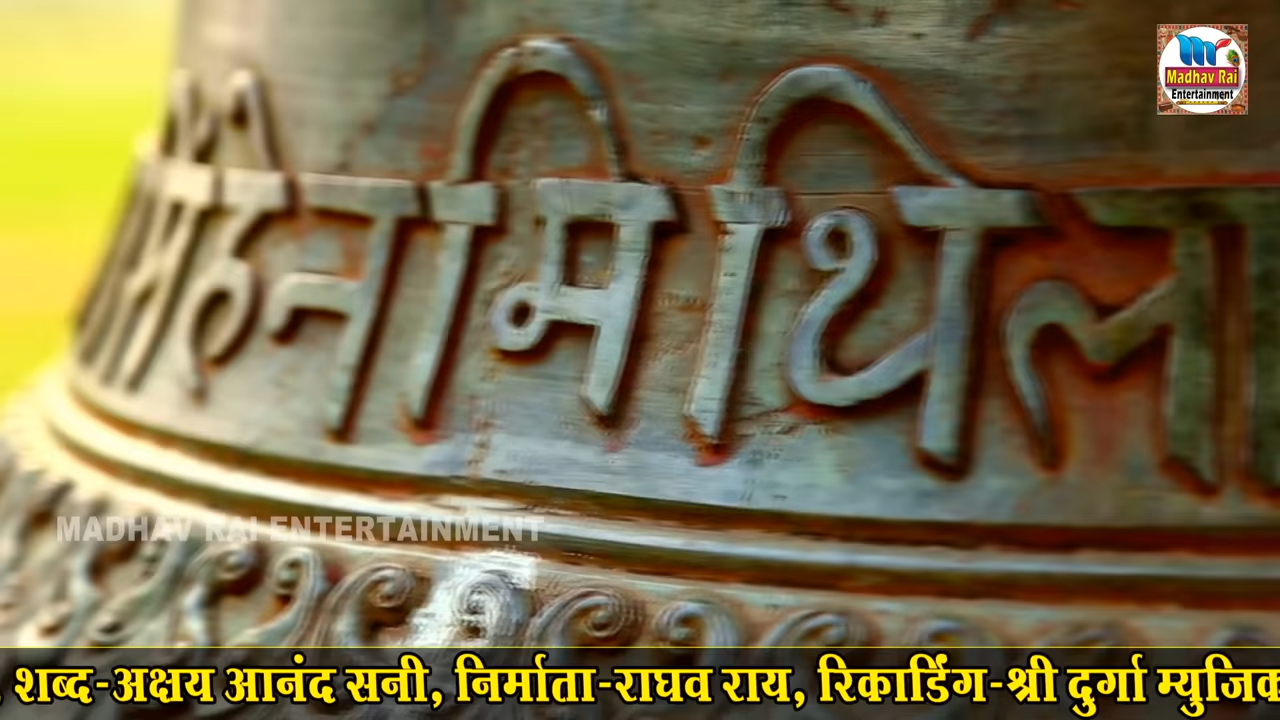 Madhav Rai
Entertainment
मिथिला
MADHAV RAI ENTERTAINMENT
शब्द-अक्षय आनंद सनी, निर्माता-राघव राय, रिकार्डिंग-श्री दुर्गा म्युजिक